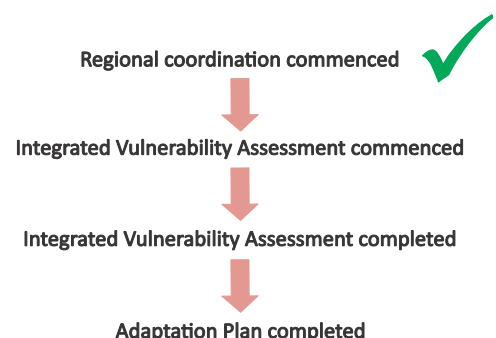 Regional coordination commenced
Integrated Vulnerability Assessment commenced
Integrated Vulnerability Assessment completed
Adaptation Plan completed